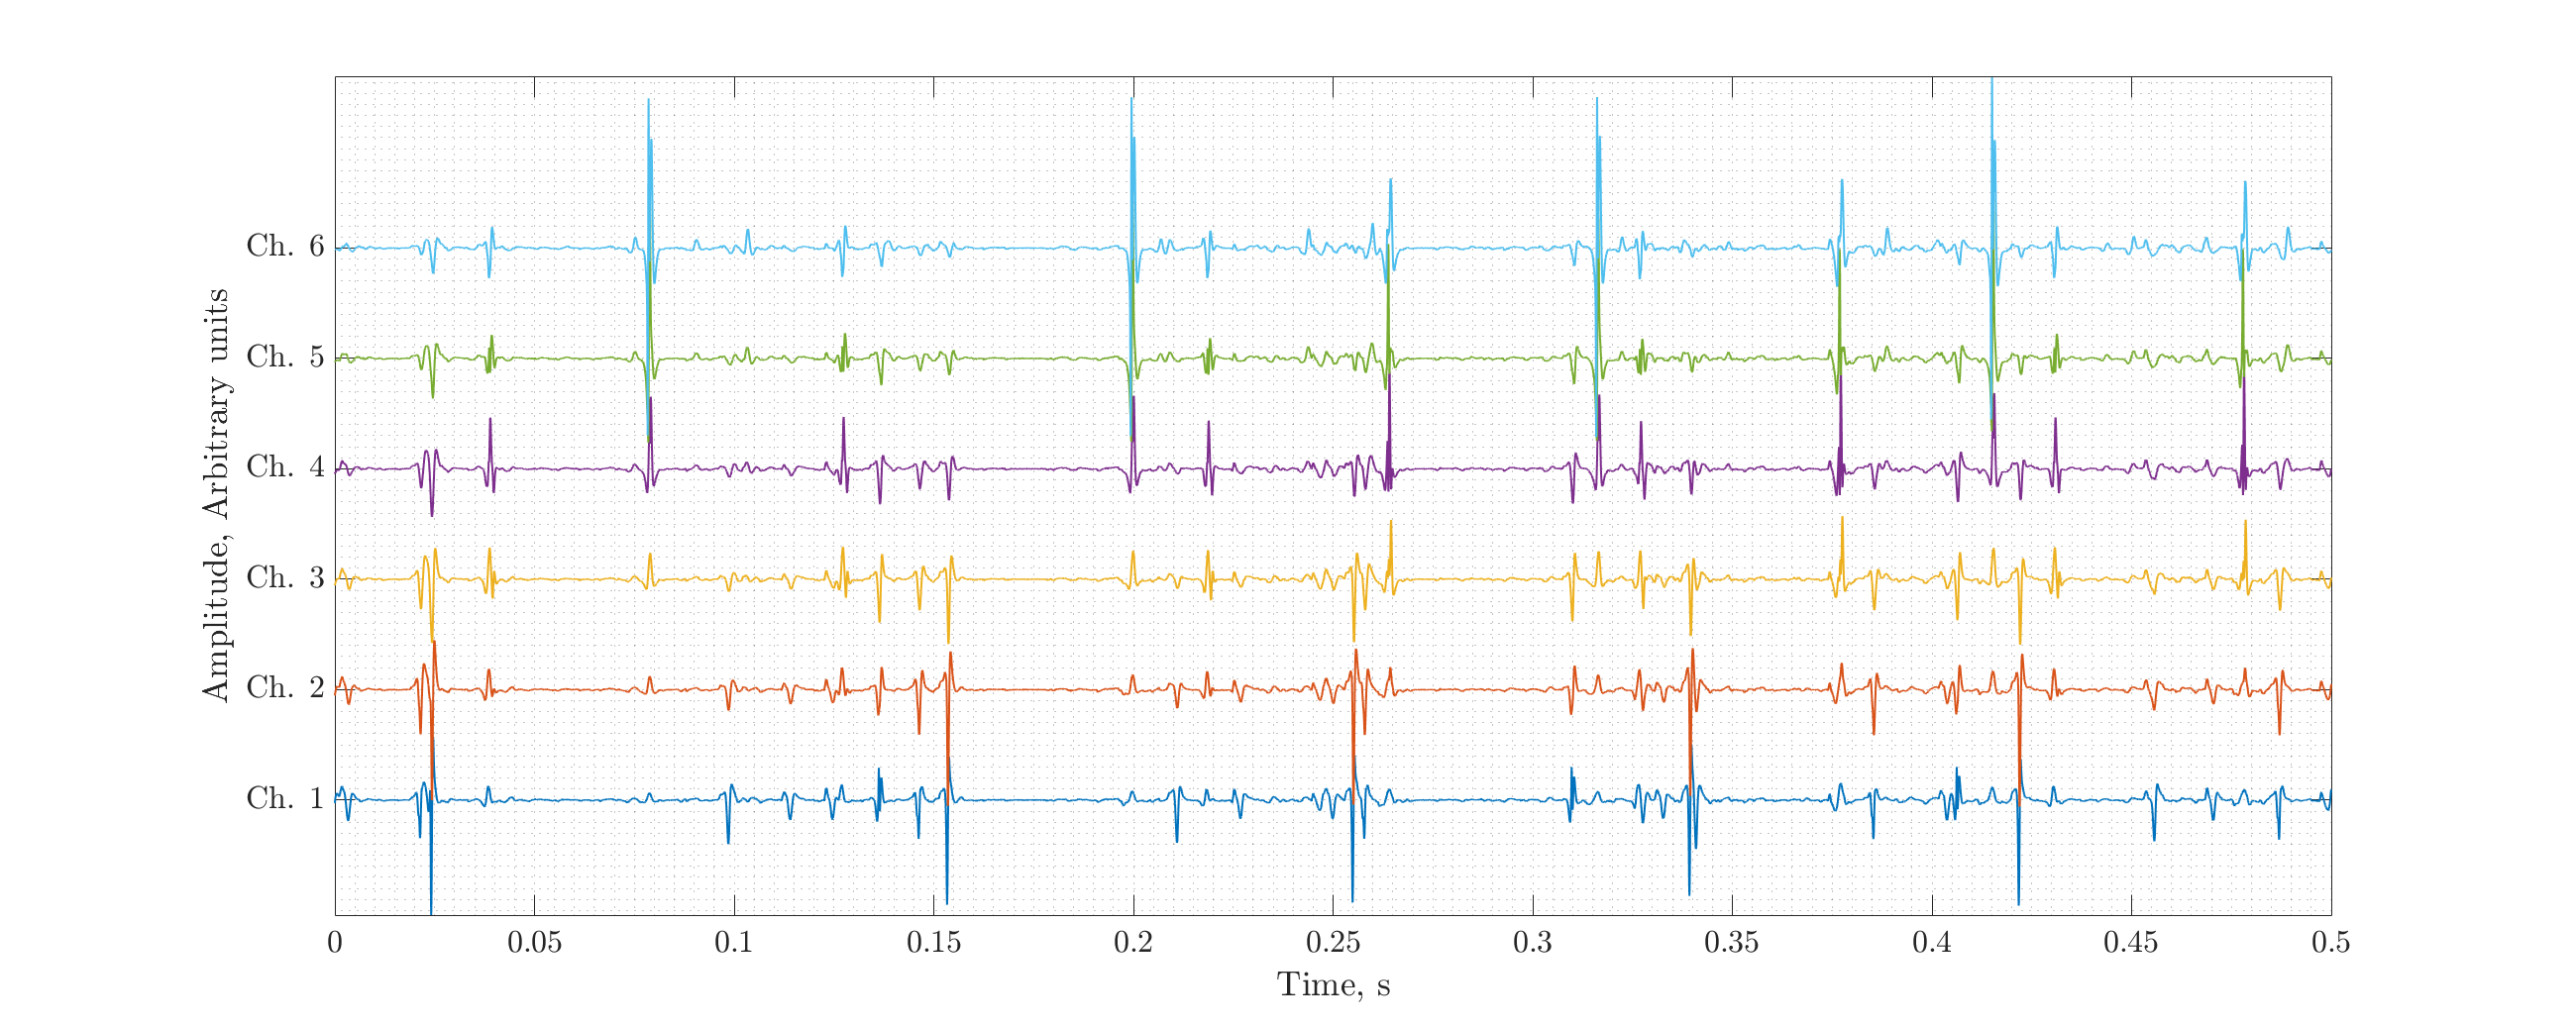 Amplitude, Arbitrary units
Ch. 6
Ch. 5
Ch. 4
Ch. 3
Ch. 2
Ch. 1
0 0.05 0.1 0.15 0.2 0.25 0.3 0.35 0.4 0.45 0.5
Time, s